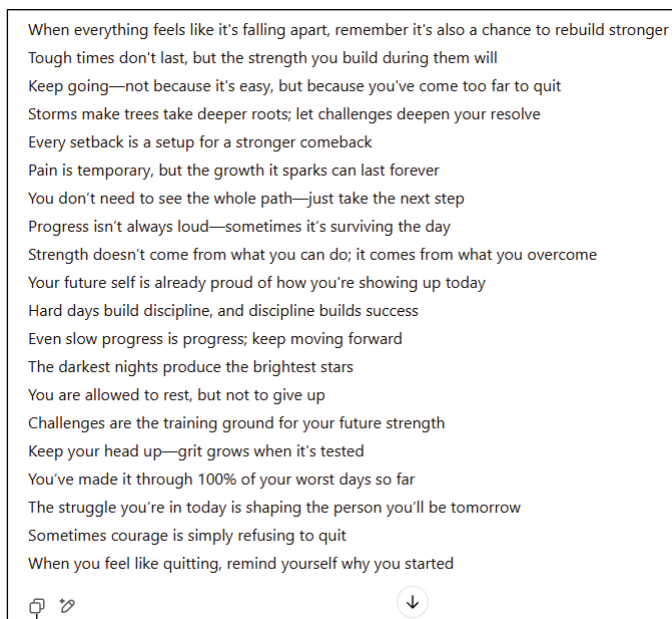 When everything feels like it's falling apart, remember it's also a chance to rebuild stronger
Tough times don't last, but the strength you build during them will
Keep going—not because it's easy, but because you've come too far to quit
Storms make trees take deeper roots; let challenges deepen your resolve
Every setback is a setup for a stronger comeback
Pain is temporary, but the growth it sparks can last forever
You don't need to see the whole path—just take the next step
Progress isn't always loud—sometimes it's surviving the day
Strength doesn't come from what you can do; it comes from what you overcome
Your future self is already proud of how you're showing up today
Hard days build discipline, and discipline builds success
Even slow progress is progress; keep moving forward
The darkest nights produce the brightest stars
You are allowed to rest, but not to give up
Challenges are the training ground for your future strength
Keep your head up—grit grows when it's tested
You've made it through 100% of your worst days so far
The struggle you're in today is shaping the person you'll be tomorrow
Sometimes courage is simply refusing to quit
When you feel like quitting, remind yourself why you started